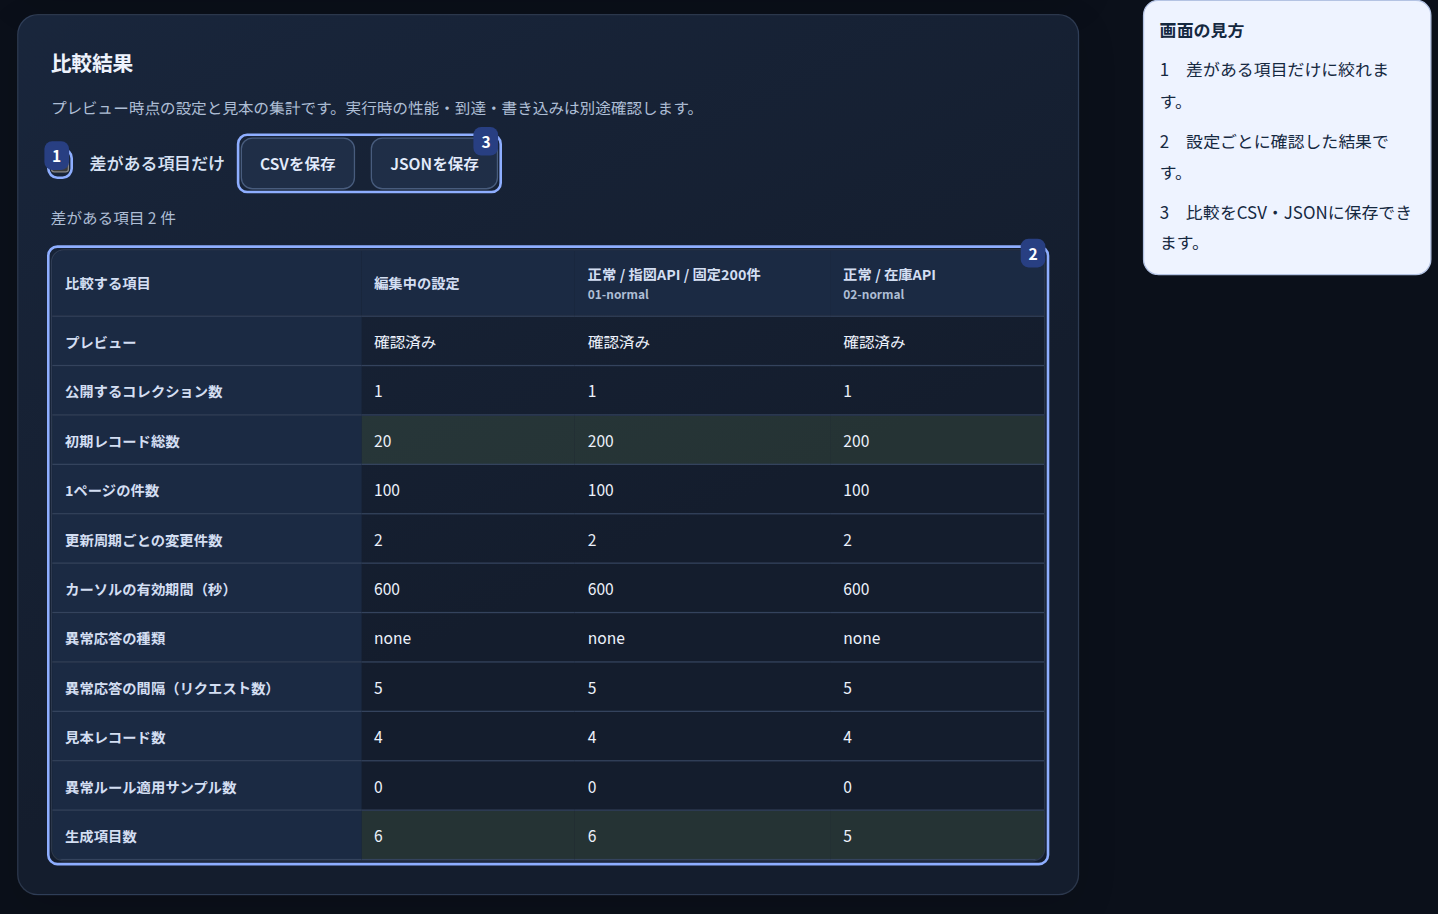 比較結果
プレビュー時点の設定と見本の集計です。実行時の性能・到達・書き込みは別途確認します。
1 差がある項目だけ CSVを保存 JSONを保存 3
差がある項目 2 件
2
比較する項目 編集中の設定 正常 / 指図API / 固定200件 正常 / 在庫API
01-normal 02-normal
プレビュー 確認済み 確認済み 確認済み
公開するコレクション数 1 1 1
初期レコード総数 20 200 200
1ページの件数 100 100 100
更新周期ごとの変更件数 2 2 2
カーソルの有効期間（秒） 600 600 600
異常応答の種類 none none none
異常応答の間隔（リクエスト数） 5 5 5
見本レコード数 4 4 4
異常ルール適用サンプル数 0 0 0
生成項目数 6 6 5
画面の見方
1 差がある項目だけに絞れま
す。
2 設定ごとに確認した結果で
す。
3 比較をCSV・JSONに保存でき
ます。